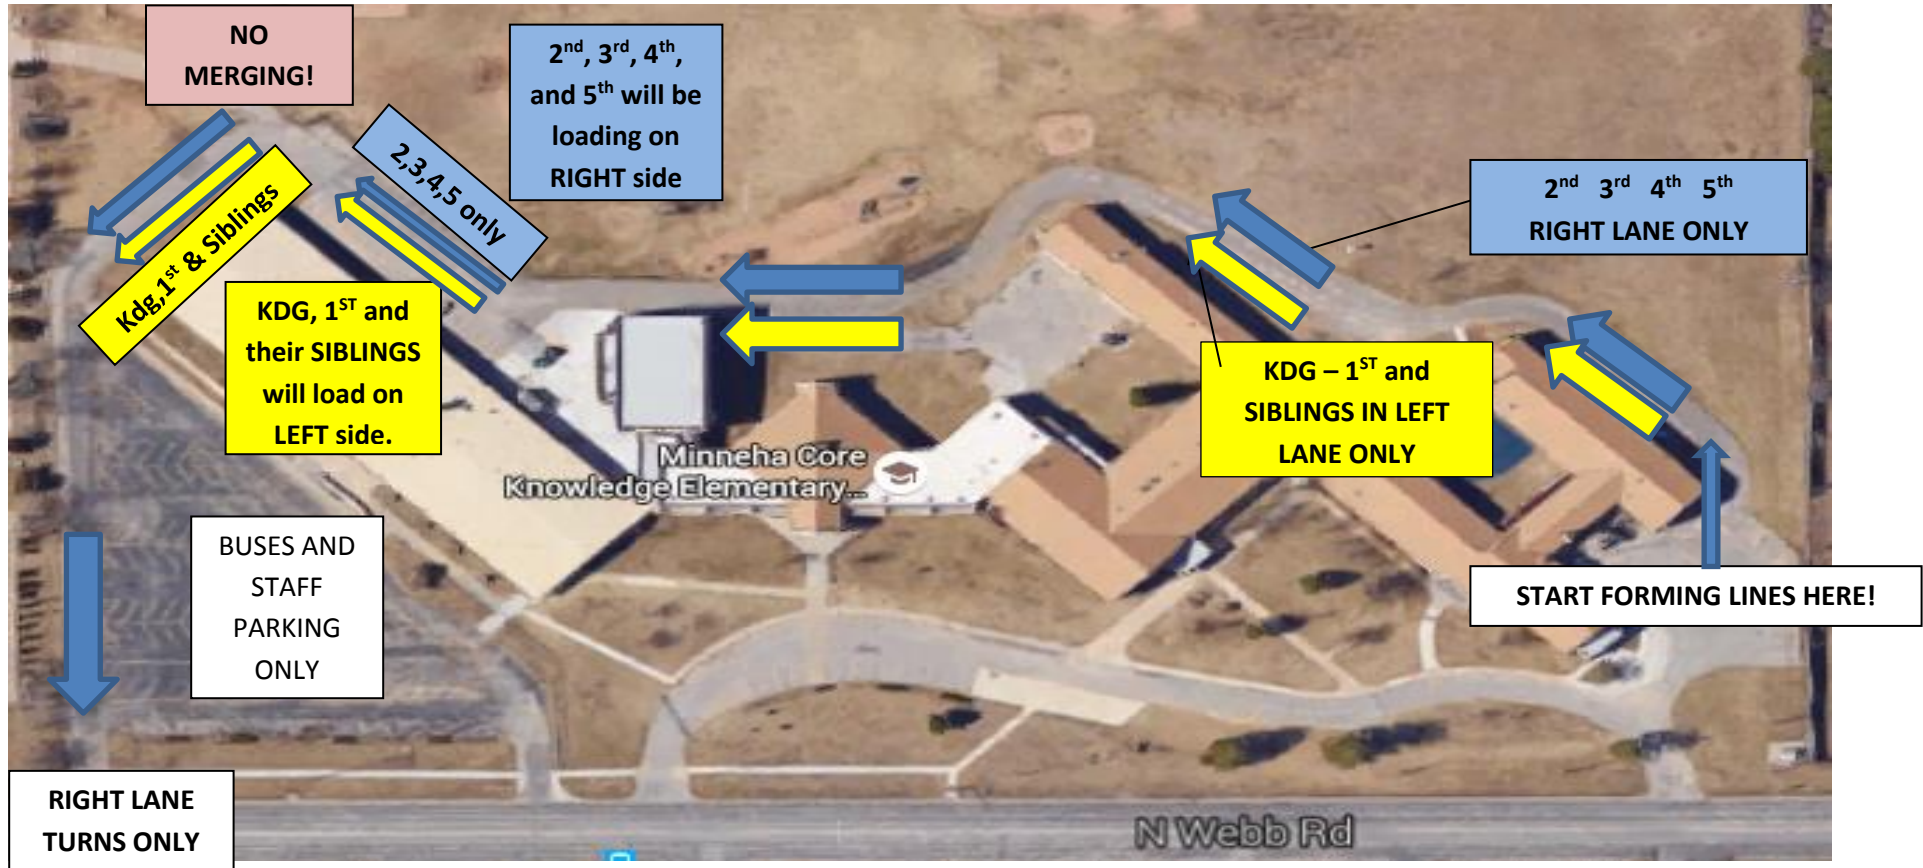 NO
MERGING!
2nd, 3rd, 4th,
and 5th will be
loading on
RIGHT side
2,3,4,5 only
2nd 3rd 4th 5th
RIGHT LANE ONLY
Kdg,1st & Siblings
KDG, 1ST and
their SIBLINGS
will load on
LEFT side.
KDG – 1ST and
SIBLINGS IN LEFT
LANE ONLY
Minneha Core
Knowledge Elementary...
BUSES AND
STAFF
PARKING
ONLY
START FORMING LINES HERE!
RIGHT LANE
TURNS ONLY
N Webb Rd